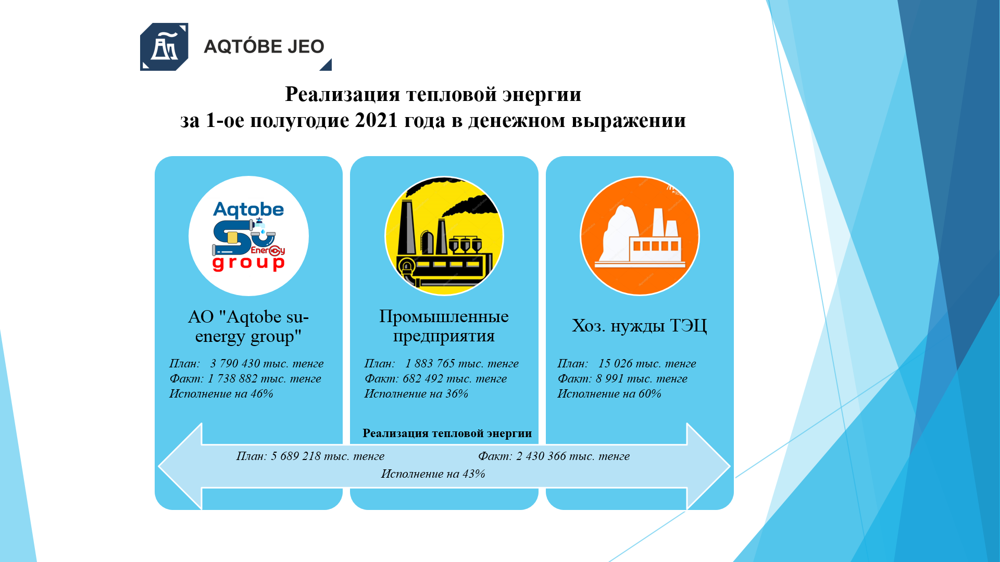 AQTÓBE JEO
Реализация тепловой энергии
за 1-ое полугодие 2021 года в денежном выражении
Aqtobe
su
Energy
group
АО "Aqtobe su-
energy group"
План: 3 790 430 тыс. тенге
Факт: 1 738 882 тыс. тенге
Исполнение на 46%
Промышленные
предприятия
План: 1 883 765 тыс. тенге
Факт: 682 492 тыс. тенге
Исполнение на 36%
Хоз. нужды ТЭЦ
План: 15 026 тыс. тенге
Факт: 8 991 тыс. тенге
Исполнение на 60%
Реализация тепловой энергии
План: 5 689 218 тыс. тенге Факт: 2 430 366 тыс. тенге
Исполнение на 43%